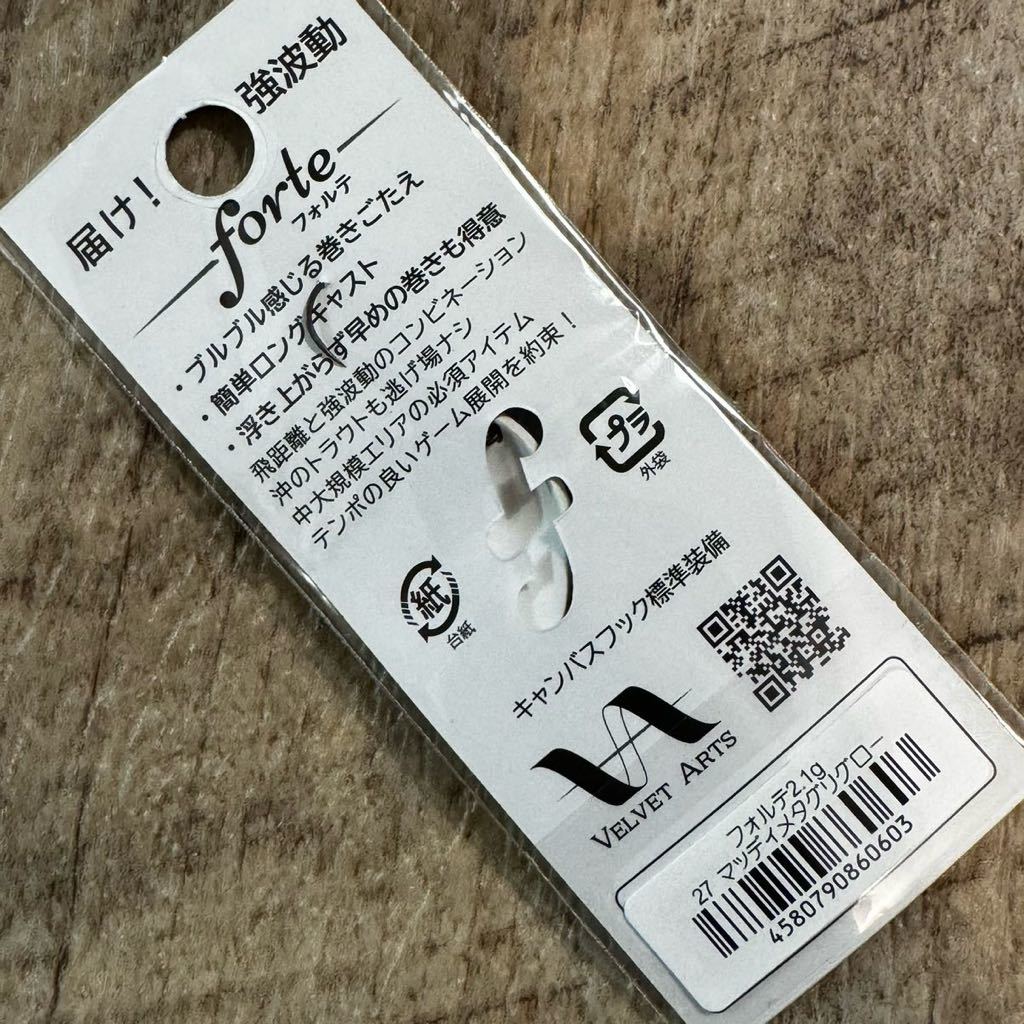 届け！強波動
forte
フォルテ
・ブルブル感じる巻きごたえ
・簡単ロングキャスト
・浮き上がらず早めの巻きも得意
飛距離と強波動のコンビネーション
沖のトラウトも逃げ場ナシ
中大規模エリアの必須アイテム
テンポの良いゲーム展開を約束！
プラ
外袋
紙
台紙
キャンバスフック標準装備
VELVET ARTS
フォルテ2.1g
27 マッディメタグリグロー
4580790860603